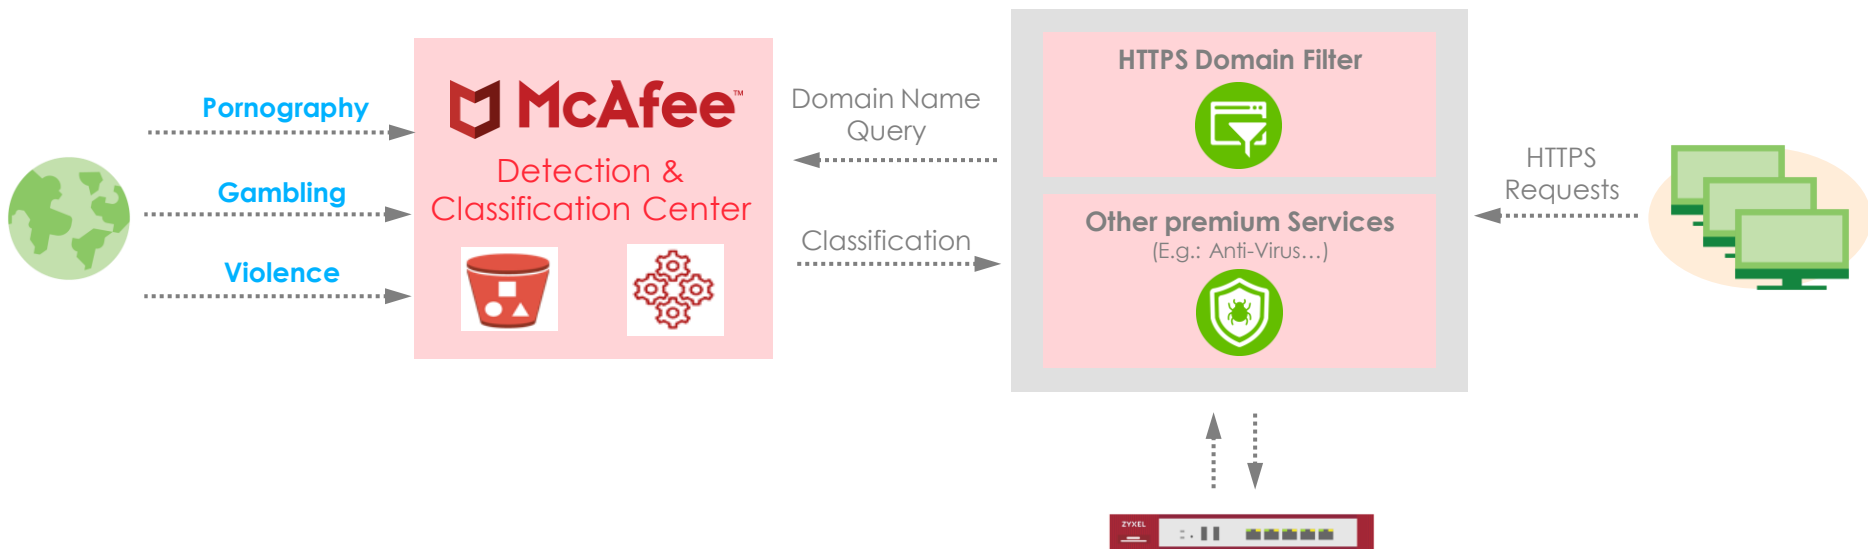 Pornography
Gambling
Violence
McAfee™
Detection &
Classification Center
Domain Name
Query
Classification
HTTPS Domain Filter
Other premium Services
(E.g.: Anti-Virus...)
HTTPS
Requests
ZYXEL